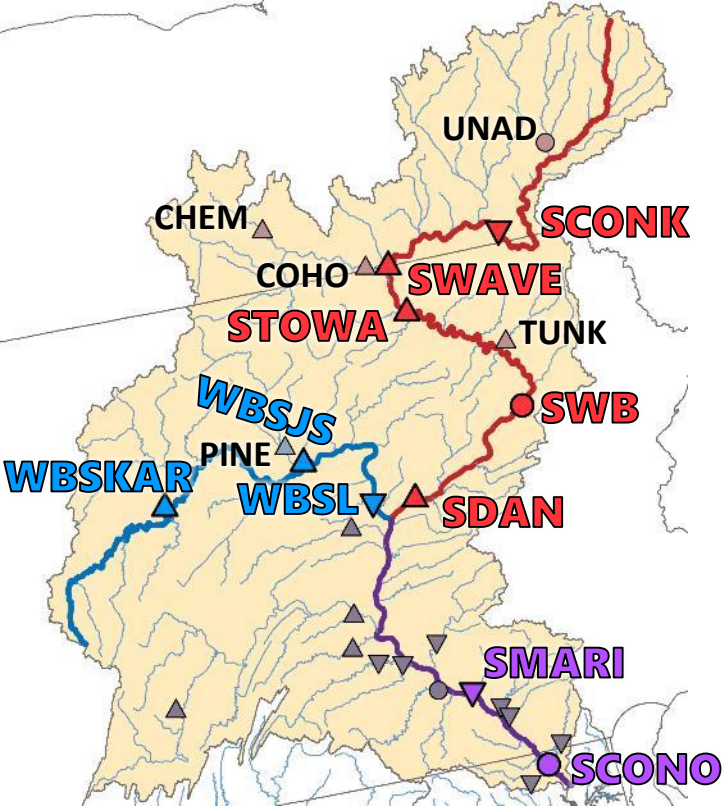 UNAD
SCONK
CHEM
COHO
SWAVE
STOWA
TUNK
WBSJS
SWB
PINE
WBSKAR
WBSL
SDAN
SMARI
SCONO